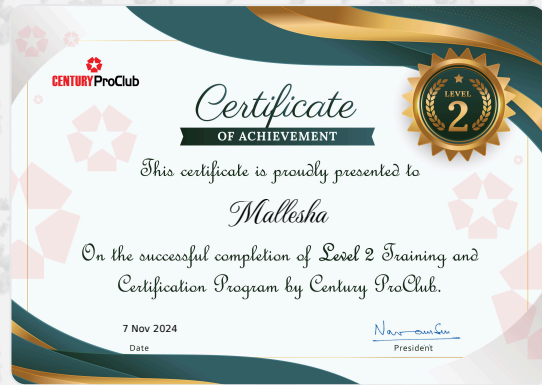 CENTURY ProClub
LEVEL
2
Certificate
OF ACHIEVEMENT
This certificate is proudly presented to
Mallesha
On the successful completion of Level 2 Training and
Certification Program by Century ProClub.
7 Nov 2024
Date
President